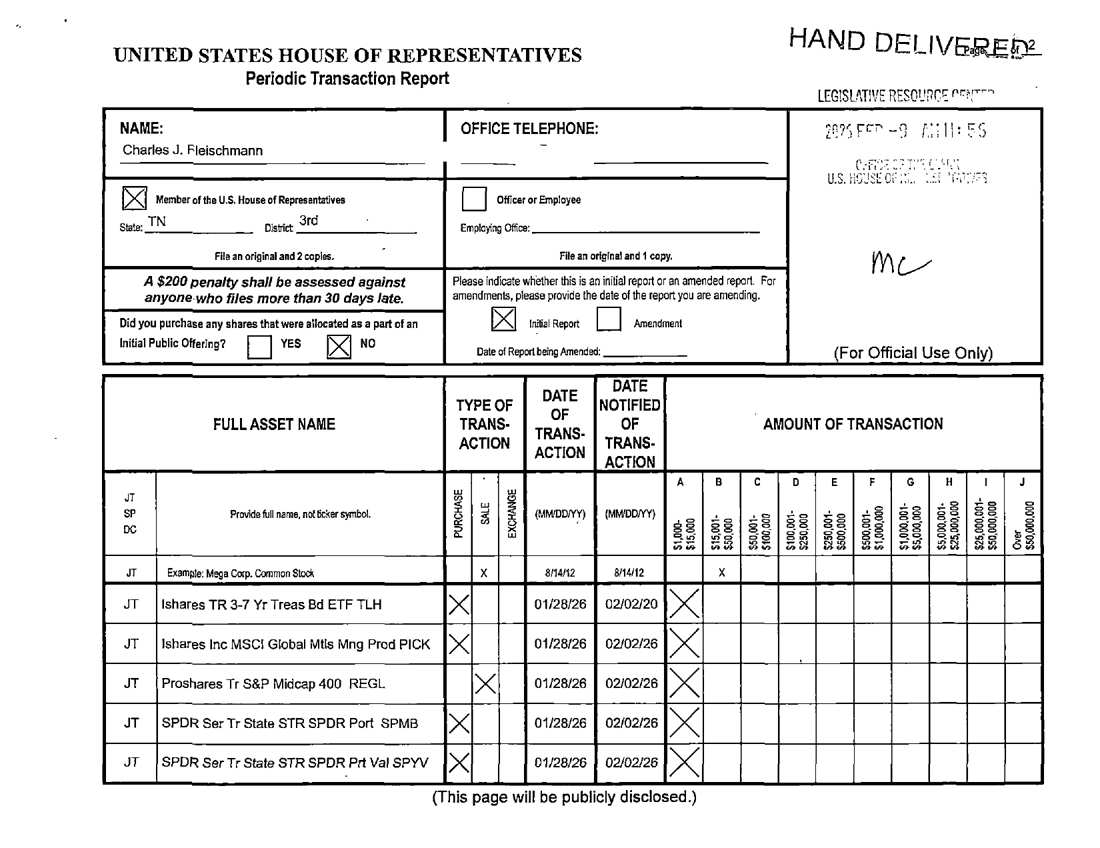 HAND DELIVERED
UNITED STATES HOUSE OF REPRESENTATIVES
Periodic Transaction Report
LEGISLATIVE RESOURCE CENTER
NAME:
Charles J. Fleischmann
OFFICE TELEPHONE:
2026 FEB -9 AM 11:56
U.S. HOUSE OF
Member of the U.S. House of Representatives
State: TN District: 3rd
File an original and 2 copies.
Officer or Employee
Employing Office:
File an original and 1 copy.
MC
A $200 penalty shall be assessed against
anyone who files more than 30 days late.
Please indicate whether this is an initial report or an amended report. For
amendments, please provide the date of the report you are amending.
Initial Report Amendment
Date of Report being Amended:
Did you purchase any shares that were allocated as a part of an
Initial Public Offering? YES NO
(For Official Use Only)
FULL ASSET NAME
TYPE OF
TRANS-
ACTION
DATE
OF
TRANS-
ACTION
DATE
NOTIFIED
OF
TRANS-
ACTION
AMOUNT OF TRANSACTION
JT
SP
DC
Provide full name, not ticker symbol.
PURCHASE
SALE
EXCHANGE
(MM/DD/YY)
(MM/DD/YY)
A
$1,000-
$15,000
B
$15,001-
$50,000
C
$50,001-
$100,000
D
$100,001-
$250,000
E
$250,001-
$500,000
F
$500,001-
$1,000,000
G
$1,000,001-
$5,000,000
H
$5,000,001-
$25,000,000
I
$25,000,001-
$50,000,000
J
Over
$50,000,000
JT Example: Mega Corp. Common Stock X 8/14/12 8/14/12 X
JT Ishares TR 3-7 Yr Treas Bd ETF TLH X 01/28/26 02/02/20 X
JT Ishares Inc MSCI Global Mtls Mng Prod PICK X 01/28/26 02/02/26 X
JT Proshares Tr S&P Midcap 400 REGL X 01/28/26 02/02/26 X
JT SPDR Ser Tr State STR SPDR Port SPMB X 01/28/26 02/02/26 X
JT SPDR Ser Tr State STR SPDR Prt Val SPYV X 01/28/26 02/02/26 X
(This page will be publicly disclosed.)